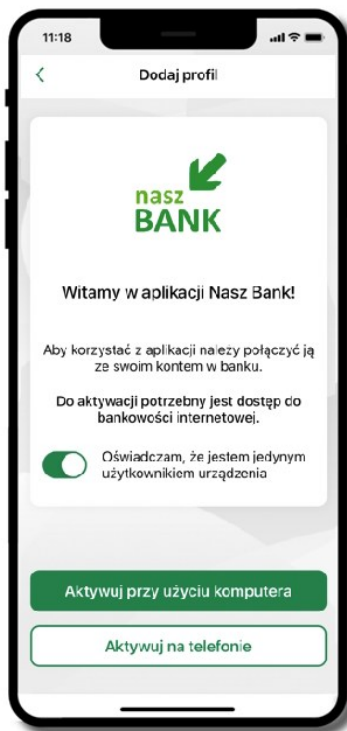 11:18
Dodaj profil
nasz
BANK
Witamy w aplikacji Nasz Bank!
Aby korzystać z aplikacji należy połączyć ją
ze swoim kontem w banku.
Do aktywacji potrzebny jest dostęp do
bankowości internetowej.
Oświadczam, że jestem jedynym
użytkownikiem urządzenia
Aktywuj przy użyciu komputera
Aktywuj na telefonie